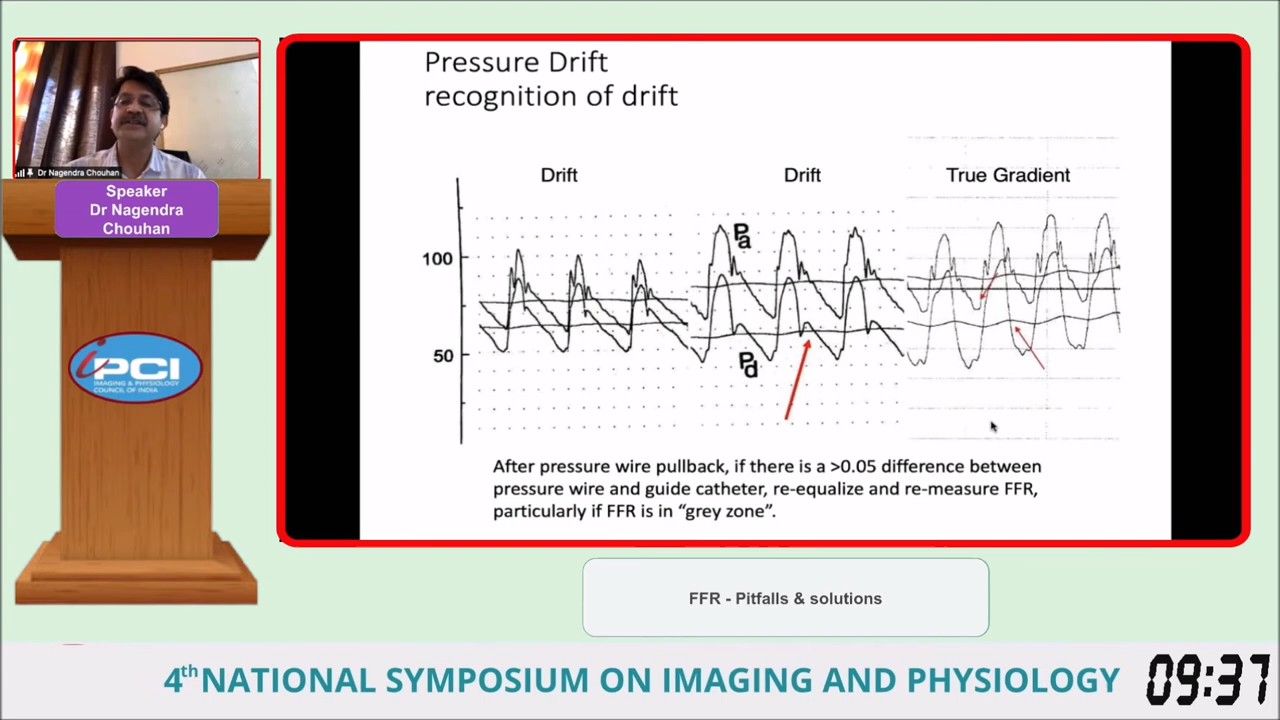 Pressure Drift
recognition of drift
Drift
Drift
True Gradient
100
50
Pa
Pd
After pressure wire pullback, if there is a >0.05 difference between
pressure wire and guide catheter, re-equalize and re-measure FFR,
particularly if FFR is in “grey zone”.
Dr Nagendra Chouhan
Speaker
Dr Nagendra
Chouhan
iPCI
IMAGING & PHYSIOLOGY
COUNCIL OF INDIA
FFR - Pitfalls & solutions
4th NATIONAL SYMPOSIUM ON IMAGING AND PHYSIOLOGY
09:37